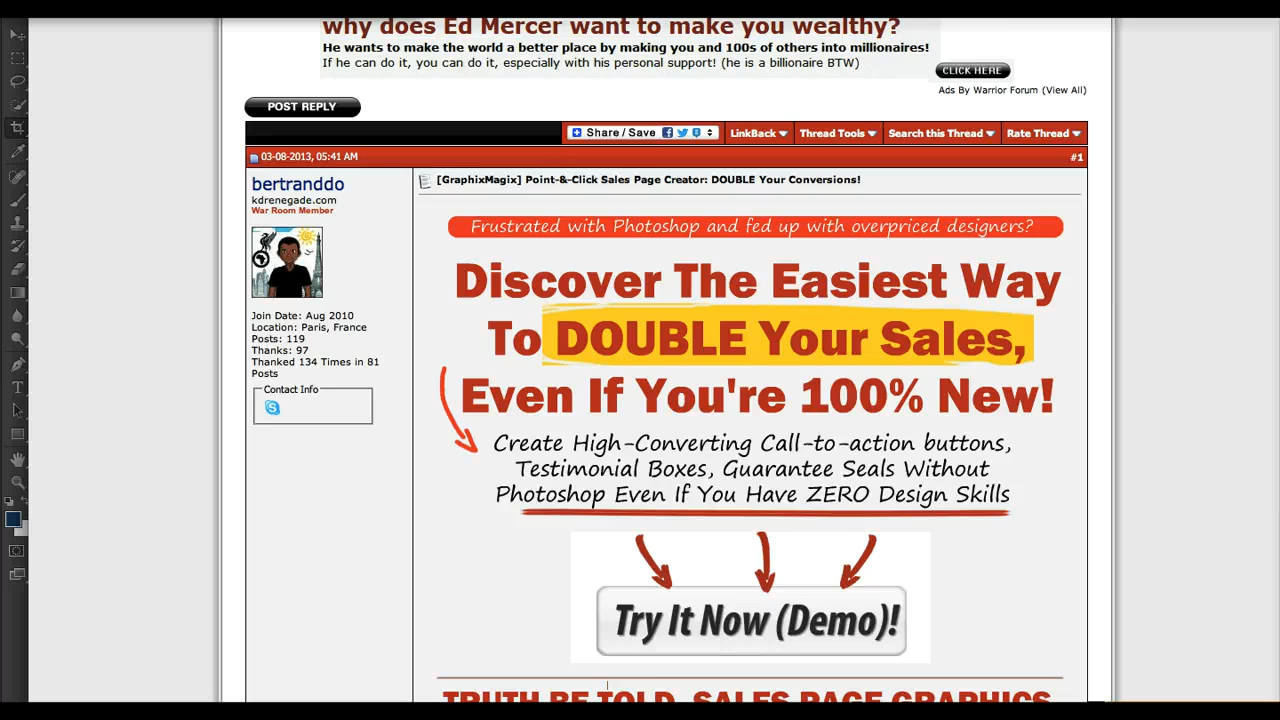 why does Ed Mercer want to make you wealthy?
He wants to make the world a better place by making you and 100s of others into millionaires!
If he can do it, you can do it, especially with his personal support! (he is a billionaire BTW)
CLICK HERE
Ads By Warrior Forum (View All)
POST REPLY
Share / Save
LinkBack
Thread Tools
Search this Thread
Rate Thread
03-08-2013, 05:41 AM
#1
bertranddo
kdrenegade.com
War Room Member
Join Date: Aug 2010
Location: Paris, France
Posts: 119
Thanks: 97
Thanked 134 Times in 81
Posts
Contact Info
[GraphixMagix] Point-&-Click Sales Page Creator: DOUBLE Your Conversions!
Frustrated with Photoshop and fed up with overpriced designers?
Discover The Easiest Way
To DOUBLE Your Sales,
Even If You're 100% New!
Create High-Converting Call-to-action buttons,
Testimonial Boxes, Guarantee Seals Without
Photoshop Even If You Have ZERO Design Skills
Try It Now (Demo)!
TRUTH BE TOLD, SALES PAGE GRAPHICS